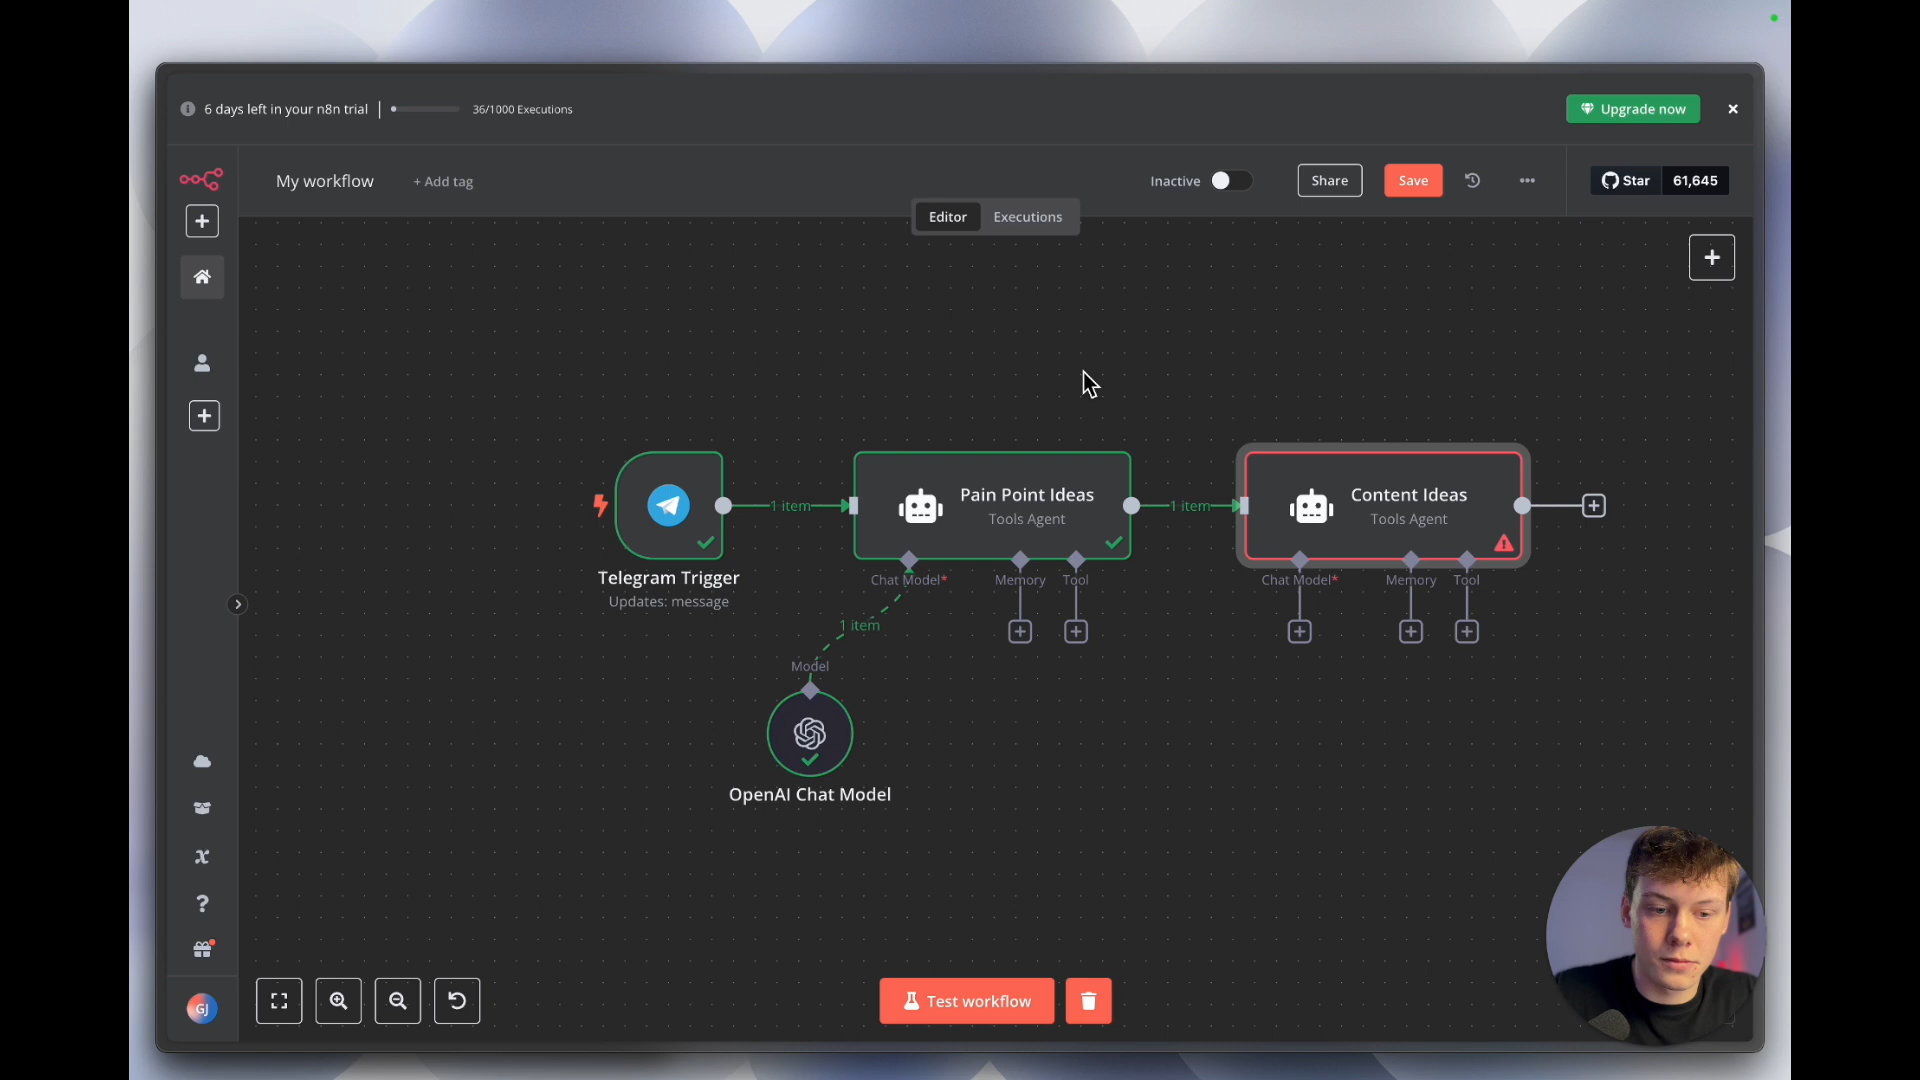 6 days left in your n8n trial
36/1000 Executions
Upgrade now
My workflow
+ Add tag
Inactive
Share
Save
Star
61,645
Editor
Executions
1 item
Pain Point Ideas
Tools Agent
1 item
Content Ideas
Tools Agent
Telegram Trigger
Updates: message
Chat Model*
Memory
Tool
Chat Model*
Memory
Tool
1 item
Model
OpenAI Chat Model
GJ
Test workflow